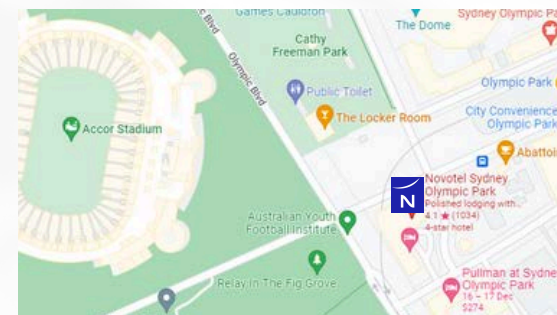 Games Cauldron
The Dome
Sydney Olympic Pa
Cathy
Freeman Park
c Blvd
Olympic Blvd
Public Toilet
Olympic Park
The Locker Room
City Convenience
Olympic Park
Accor Stadium
Abattoi
N
Novotel Sydney
Olympic Park
Polished lodging with...
4.1 ★ (1034)
4-star hotel
Australian Youth
Football Institute
Relay In The Fig Grove
Pullman at Sydne
Olympic Park
16 – 17 Dec
$274